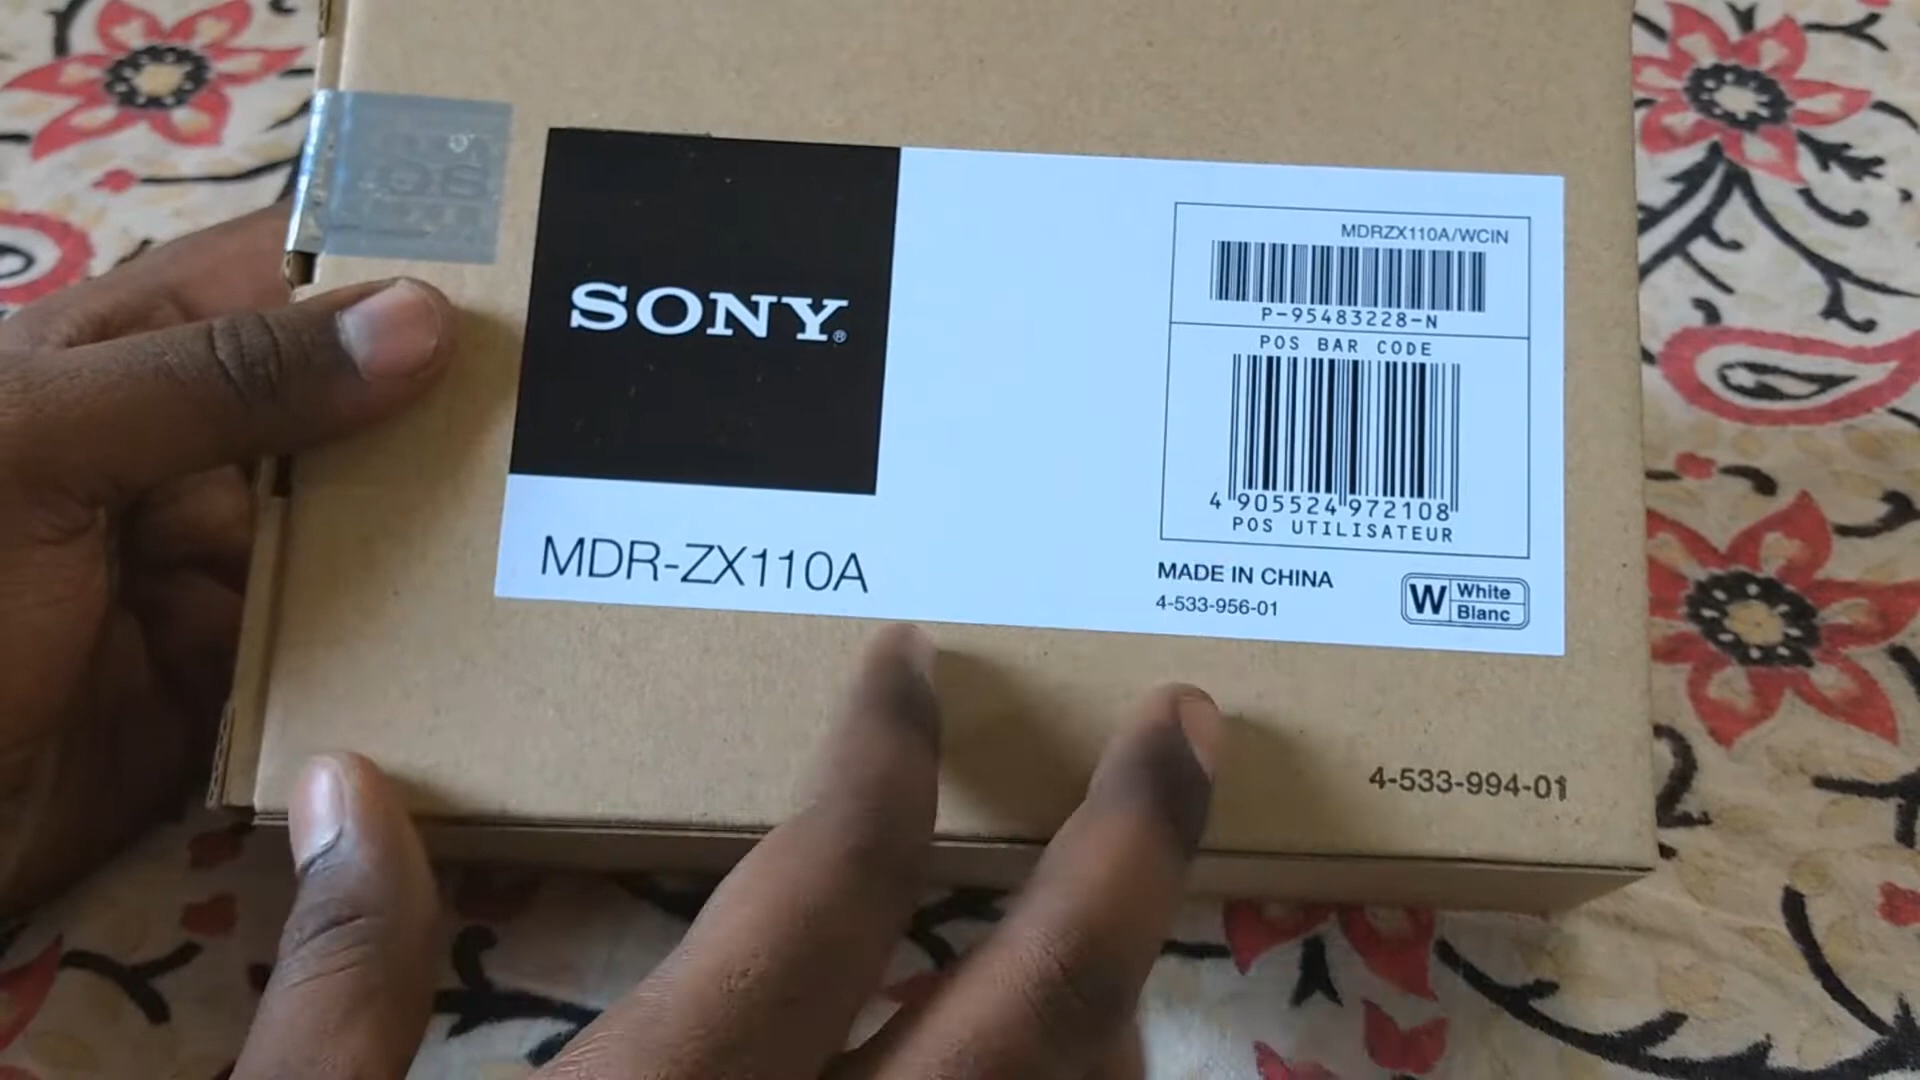 SONY®
MDR-ZX110A
MDRZX110A/WCIN
P-95483228-N
POS BAR CODE
4 905524 972108
POS UTILISATEUR
MADE IN CHINA
4-533-956-01
W White
Blanc
4-533-994-01